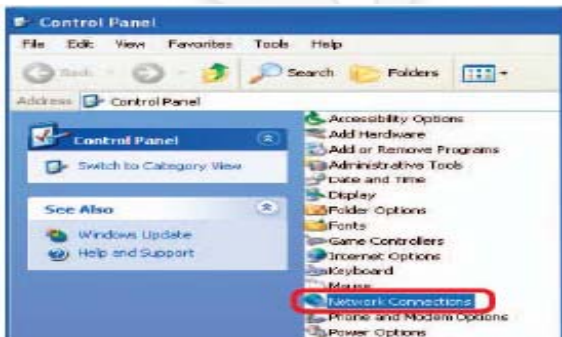 Control Panel
File Edit View Favorites Tools Help
Back Search Folders
Address Control Panel
Control Panel
Switch to Category View
See Also
Windows Update
Help and Support
Accessibility Options
Add Hardware
Add or Remove Programs
Administrative Tools
Date and Time
Display
Folder Options
Fonts
Game Controllers
Internet Options
Keyboard
Mouse
Network Connections
Phone and Modem Options
Power Options